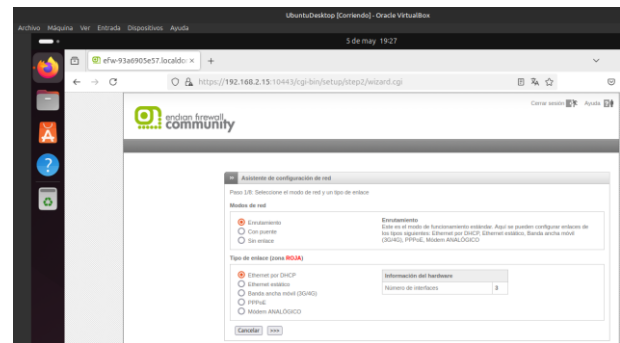 UbuntuDesktop [Corriendo] - Oracle VirtualBox
Archivo Máquina Ver Entrada Dispositivos Ayuda
5 de may 19:27
efw-93a6905e57.localdo
https://192.168.2.15:10443/cgi-bin/setup/step2/wizard.cgi
Cerrar sesión Ayuda
endian firewall
community
Asistente de configuración de red
Paso 1/8: Seleccione el modo de red y un tipo de enlace
Modos de red
Enrutamiento
Con puente
Sin enlace
Enrutamiento
Este es el modo de funcionamiento estándar. Aquí se pueden configurar enlaces de
los tipos siguientes: Ethernet por DHCP, Ethernet estático, Banda ancha móvil
(3G/4G), PPPoE, Módem ANALÓGICO
Tipo de enlace (zona ROJA)
Ethernet por DHCP
Ethernet estático
Banda ancha móvil (3G/4G)
PPPoE
Módem ANALÓGICO
Información del hardware
Número de interfaces
Cancelar >>>